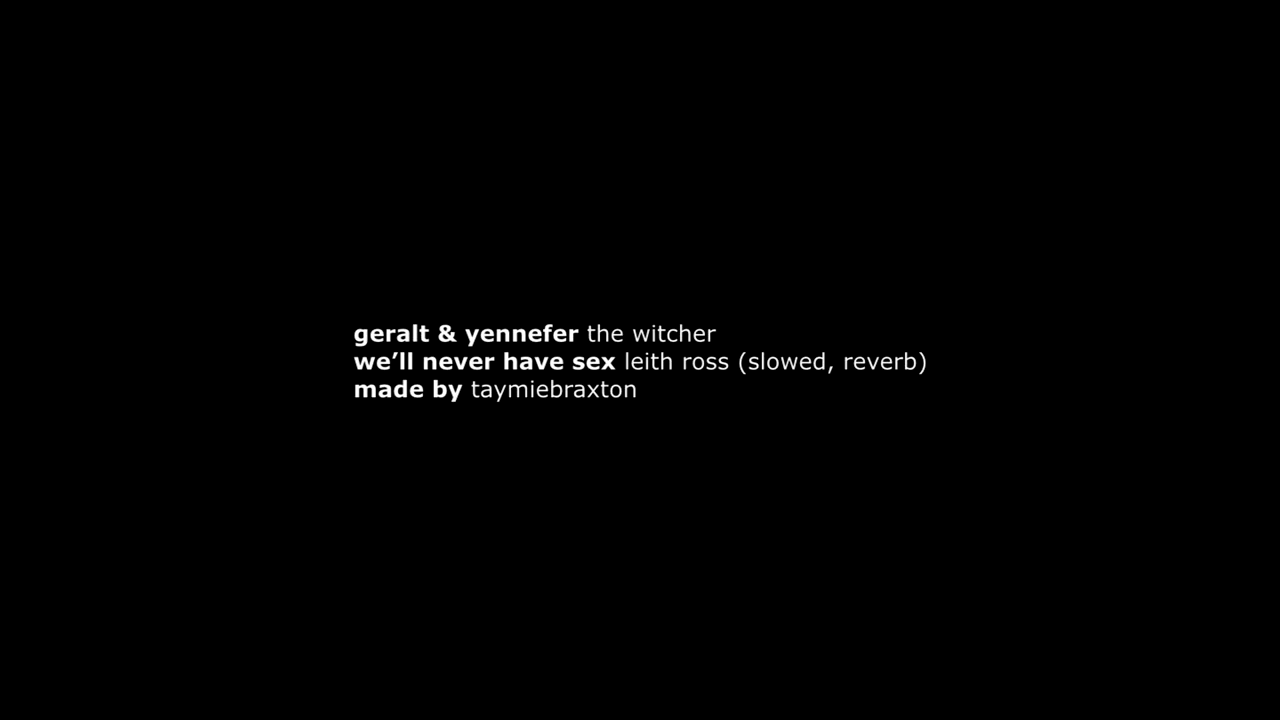 geralt & yennefer the witcher
we’ll never have sex leith ross (slowed, reverb)
made by taymiebraxton